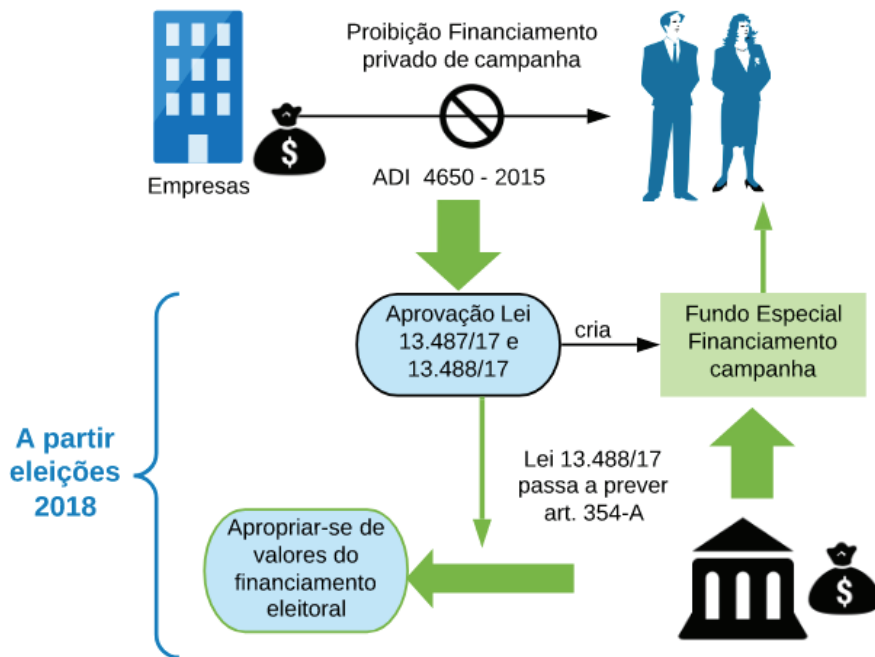 Proibição Financiamento
privado de campanha
$
Empresas
ADI 4650 - 2015
Aprovação Lei
13.487/17 e
13.488/17
cria
Fundo Especial
Financiamento
campanha
A partir
eleições
2018
Lei 13.488/17
passa a prever
art. 354-A
Apropriar-se de
valores do
financiamento
eleitoral
$